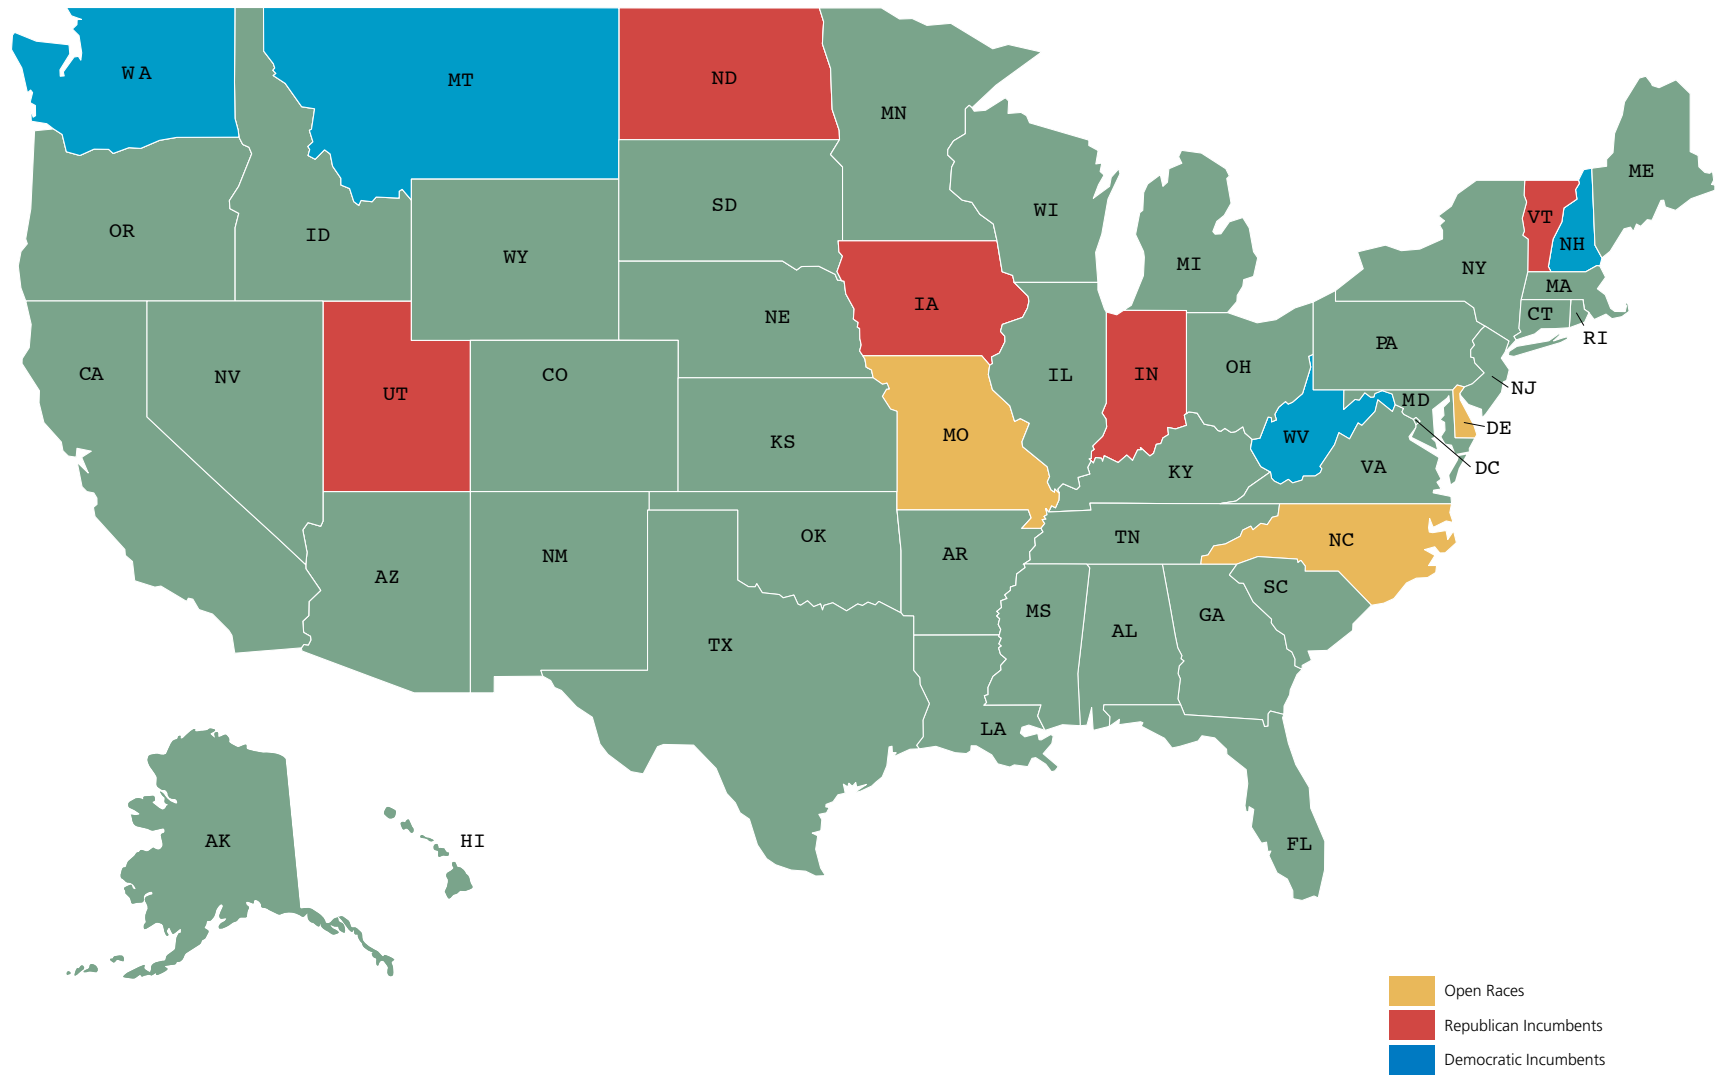 WA
MT
ND
MN
ME
OR
ID
SD
WI
VT
NH
WY
MI
NY
MA
IA
NE
CT
RI
CA
NV
UT
CO
IL
IN
OH
PA
NJ
MO
KS
WV
MD
DE
KY
VA
DC
AZ
NM
OK
AR
TN
NC
TX
MS
AL
GA
SC
LA
AK
HI
FL
Open Races
Republican Incumbents
Democratic Incumbents